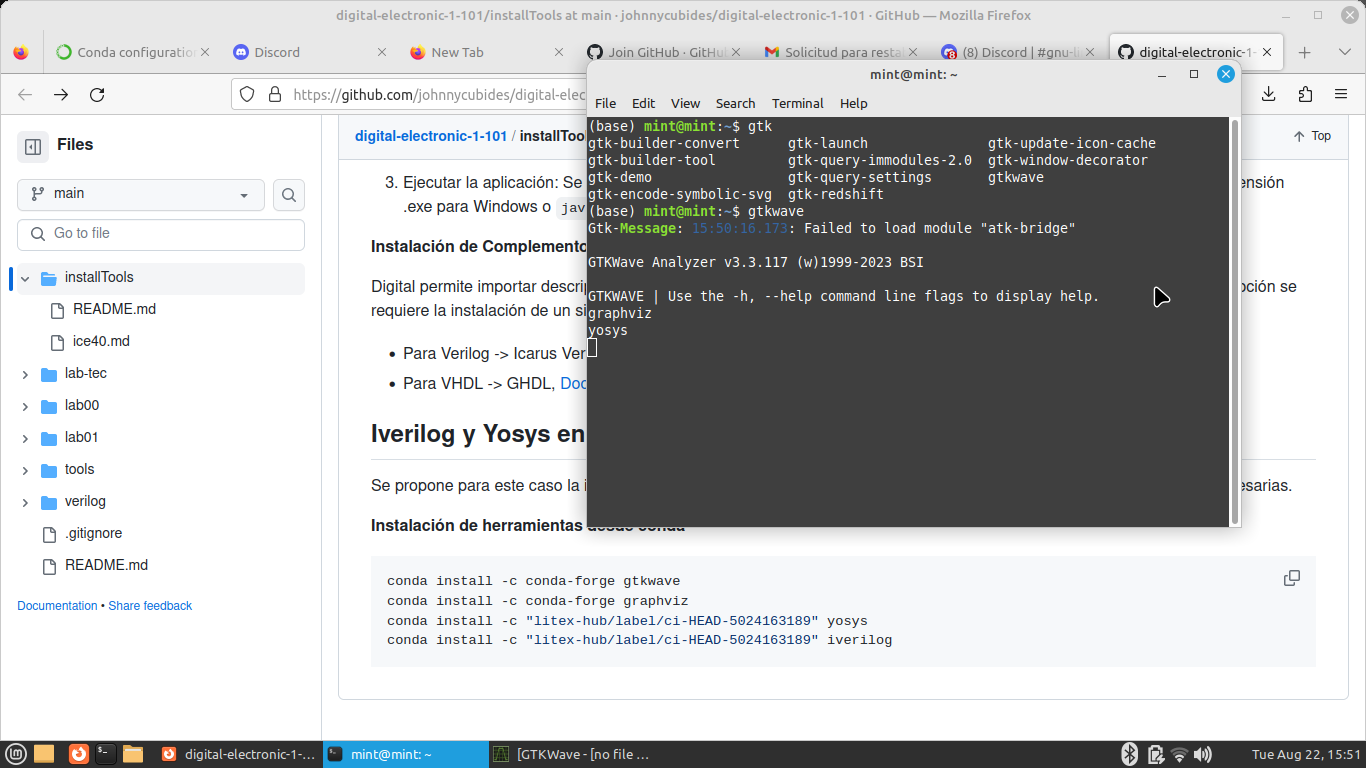 digital-electronic-1-101/installTools at main · johnnycubides/digital-electronic-1-101 · GitHub — Mozilla Firefox
Conda configuratio
Discord
New Tab
Join GitHub · GitHu
Solicitud para resta
(8) Discord | #gnu-li
digital-electronic-1-
https://github.com/johnnycubides/digital-elec
Files
main
Go to file
installTools
README.md
ice40.md
lab-tec
lab00
lab01
tools
verilog
.gitignore
README.md
Documentation • Share feedback
digital-electronic-1-101 / installTool
Top
3. Ejecutar la aplicación: Se
ensión
.exe para Windows o jav
Instalación de Complemento
Digital permite importar descrip
pción se
requiere la instalación de un si
• Para Verilog -> Icarus Ver
• Para VHDL -> GHDL, Doc
Iverilog y Yosys en
Se propone para este caso la i
esarias.
Instalación de herramientas desde conda
conda install -c conda-forge gtkwave
conda install -c conda-forge graphviz
conda install -c "litex-hub/label/ci-HEAD-5024163189" yosys
conda install -c "litex-hub/label/ci-HEAD-5024163189" iverilog
mint@mint: ~
File Edit View Search Terminal Help
(base) mint@mint:~$ gtk
gtk-builder-convert gtk-launch gtk-update-icon-cache
gtk-builder-tool gtk-query-immodules-2.0 gtk-window-decorator
gtk-demo gtk-query-settings gtkwave
gtk-encode-symbolic-svg gtk-redshift
(base) mint@mint:~$ gtkwave
Gtk-Message: 15:50:16.173: Failed to load module "atk-bridge"
GTKWave Analyzer v3.3.117 (w)1999-2023 BSI
GTKWAVE | Use the -h, --help command line flags to display help.
graphviz
yosys
digital-electronic-1-...
mint@mint: ~
[GTKWave - [no file ...
Tue Aug 22, 15:51